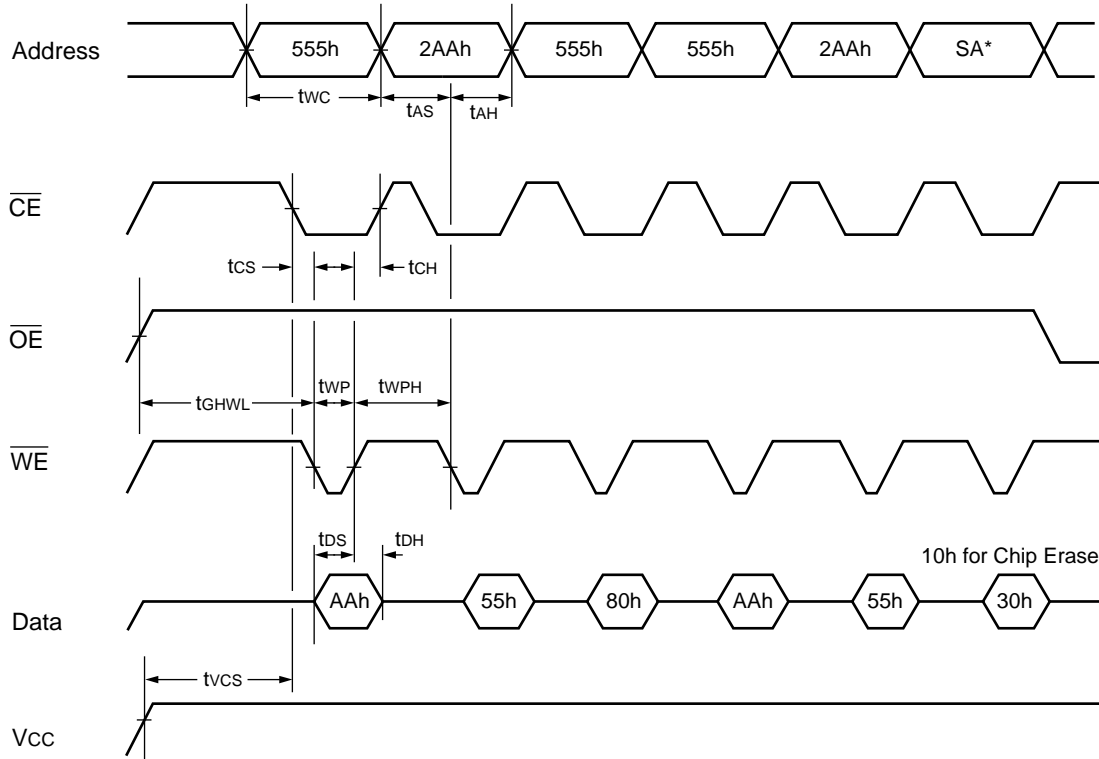 Address 555h 2AAh 555h 555h 2AAh SA*
tWC tAS tAH
CE
tCS tCH
OE
tGHWL tWP tWPH
WE
tDS tDH
10h for Chip Erase
Data AAh 55h 80h AAh 55h 30h
tVCS
VCC